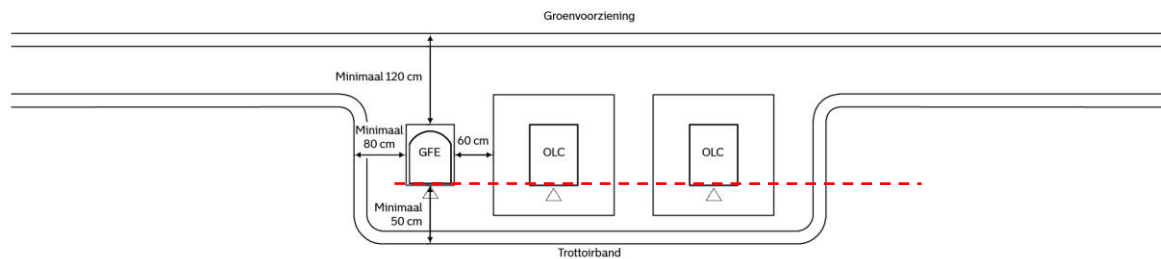 Groenvoorziening
Minimaal 120 cm
Minimaal
80 cm
GFE
60 cm
OLC
OLC
Minimaal
50 cm
Trottoirband